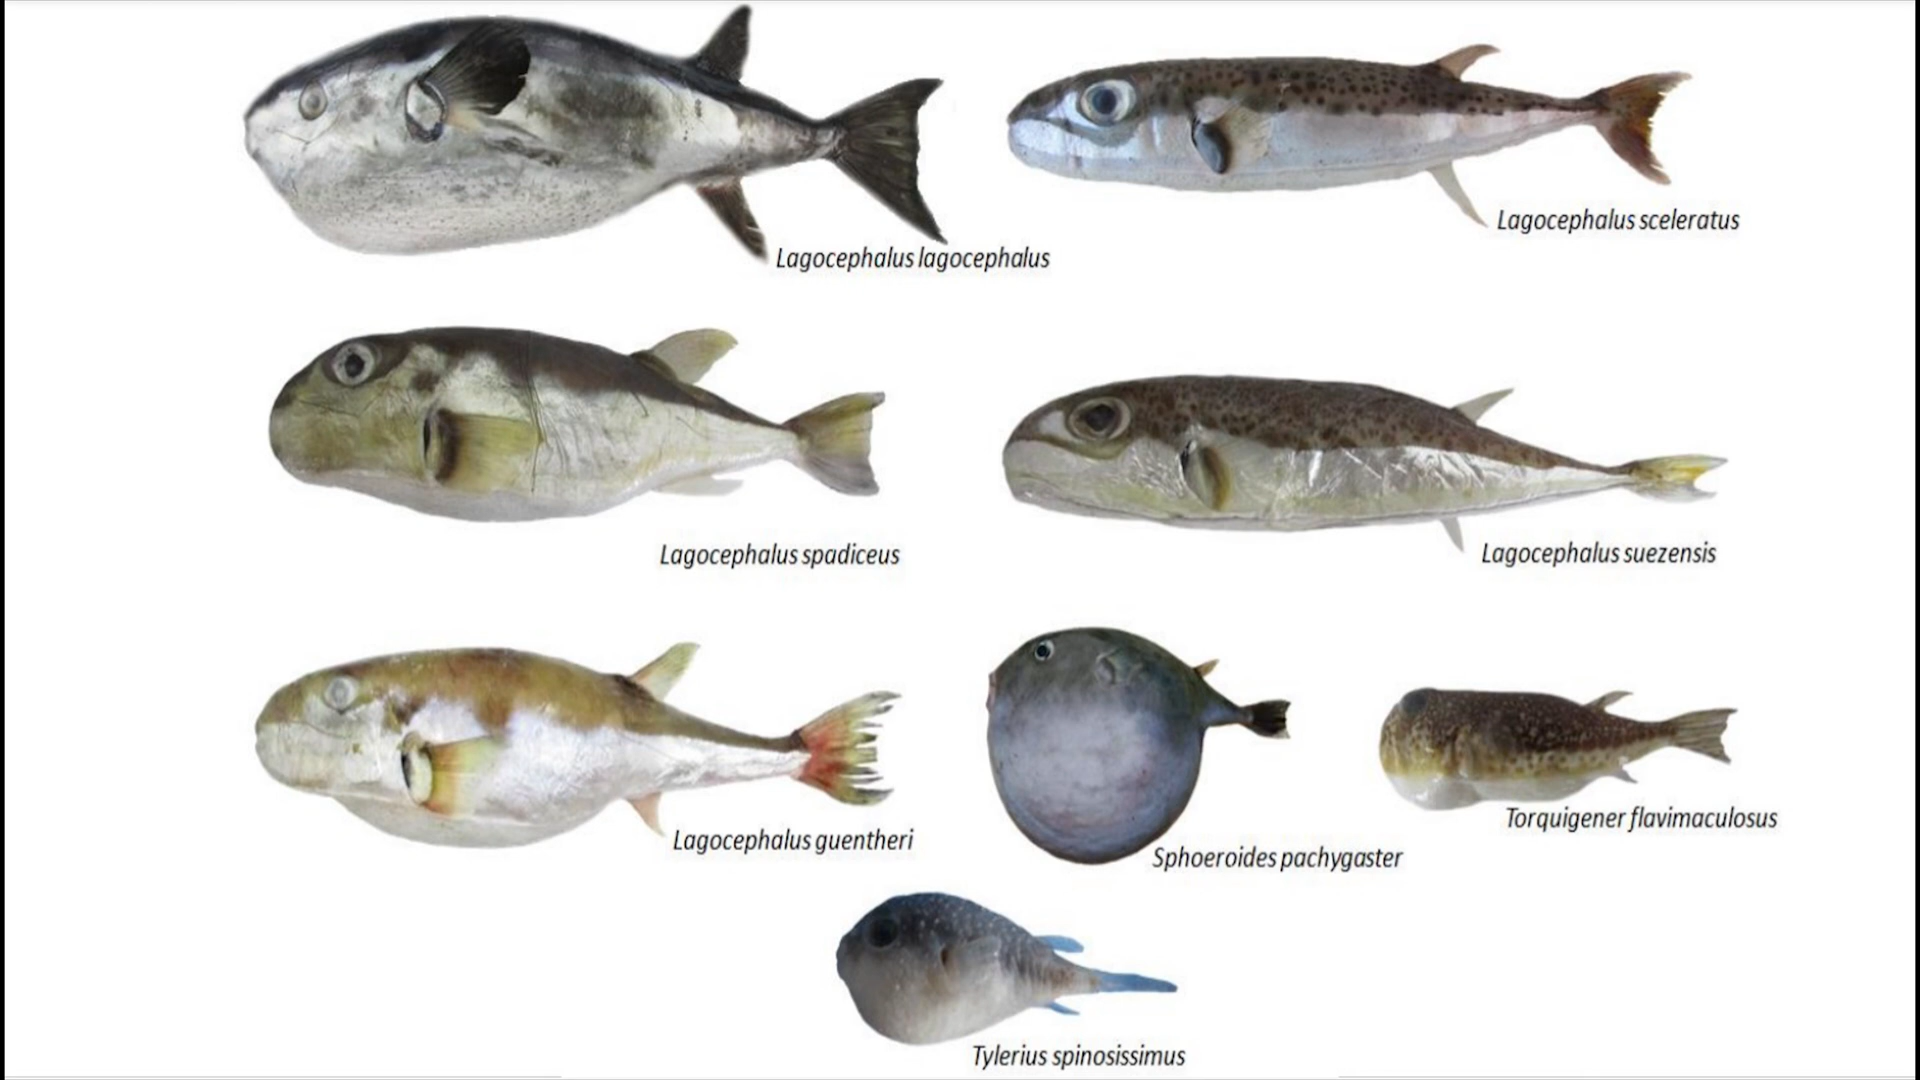 Lagocephalus lagocephalus
Lagocephalus sceleratus
Lagocephalus spadiceus
Lagocephalus suezensis
Lagocephalus guentheri
Sphoeroides pachygaster
Torquigener flavimaculosus
Tylerius spinosissimus